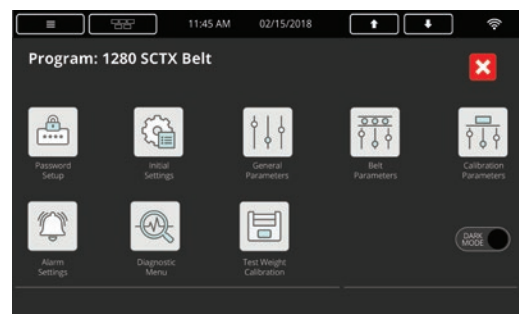 11:45 AM 02/15/2018
Program: 1280 SCTX Belt
Password
Setup
Initial
Settings
General
Parameters
Belt
Parameters
Calibration
Parameters
Alarm
Settings
Diagnostic
Menu
Test Weight
Calibration
DARK
MODE